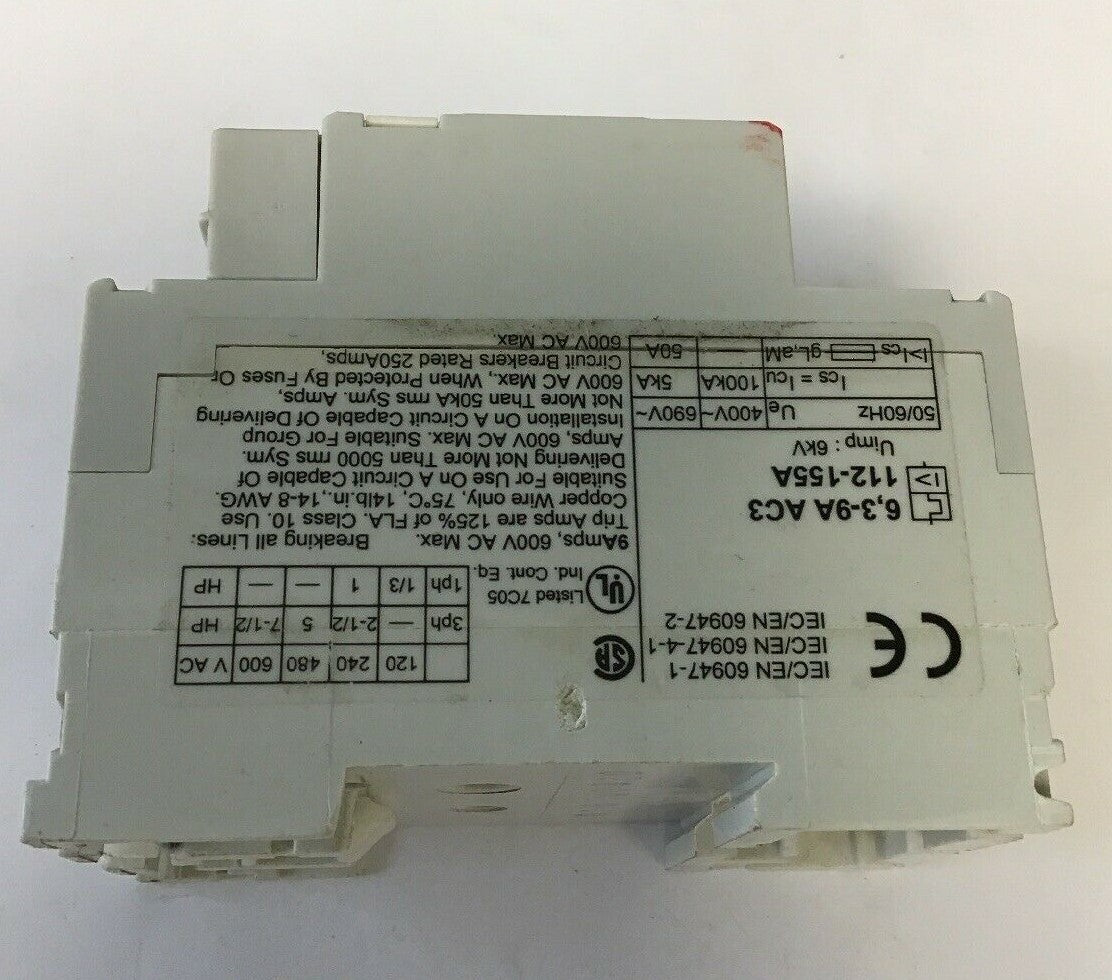 CE
IEC/EN 60947-1
IEC/EN 60947-4-1
IEC/EN 60947-2
6,3-9A AC3
I>
112-155A
Uimp : 6kV
50/60Hz Ue 400V~ 690V~
Ics = Icu 100kA 5kA
I>Ics gL,aM — 50A
120 240 480 600 V AC
3ph — 2-1/2 5 7-1/2 HP
1ph 1/3 1 — — HP
UL
Listed 7C05
Ind. Cont. Eq.
9Amps, 600V AC Max. Breaking all Lines:
Trip Amps are 125% of FLA. Class 10. Use
Copper Wire only, 75°C, 14lb.in., 14-8 AWG.
Suitable For Use On A Circuit Capable Of
Delivering Not More Than 5000 rms Sym.
Amps, 600V AC Max. Suitable For Group
Installation On A Circuit Capable Of Delivering
Not More Than 50kA rms Sym. Amps,
600V AC Max., When Protected By Fuses Or
Circuit Breakers Rated 250Amps,
600V AC Max.